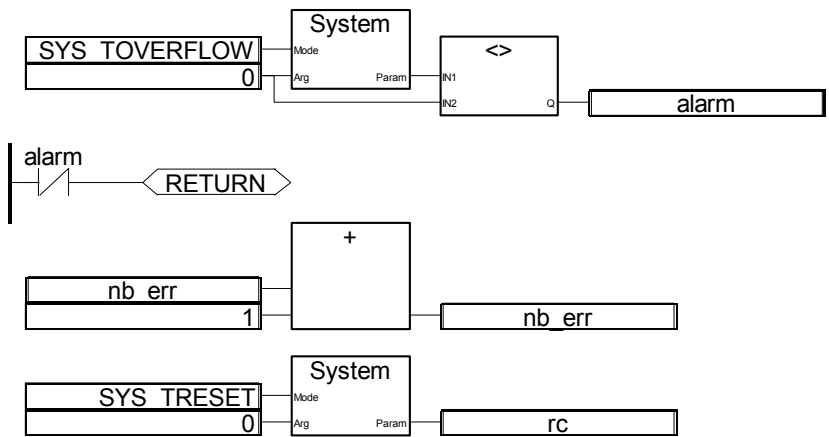 System
SYS_TOVERFLOW
Mode
0
Arg
Param
<>
IN1
IN2
Q
alarm
alarm
RETURN
+
nb_err
1
nb_err
System
SYS_TRESET
Mode
0
Arg
Param
rc